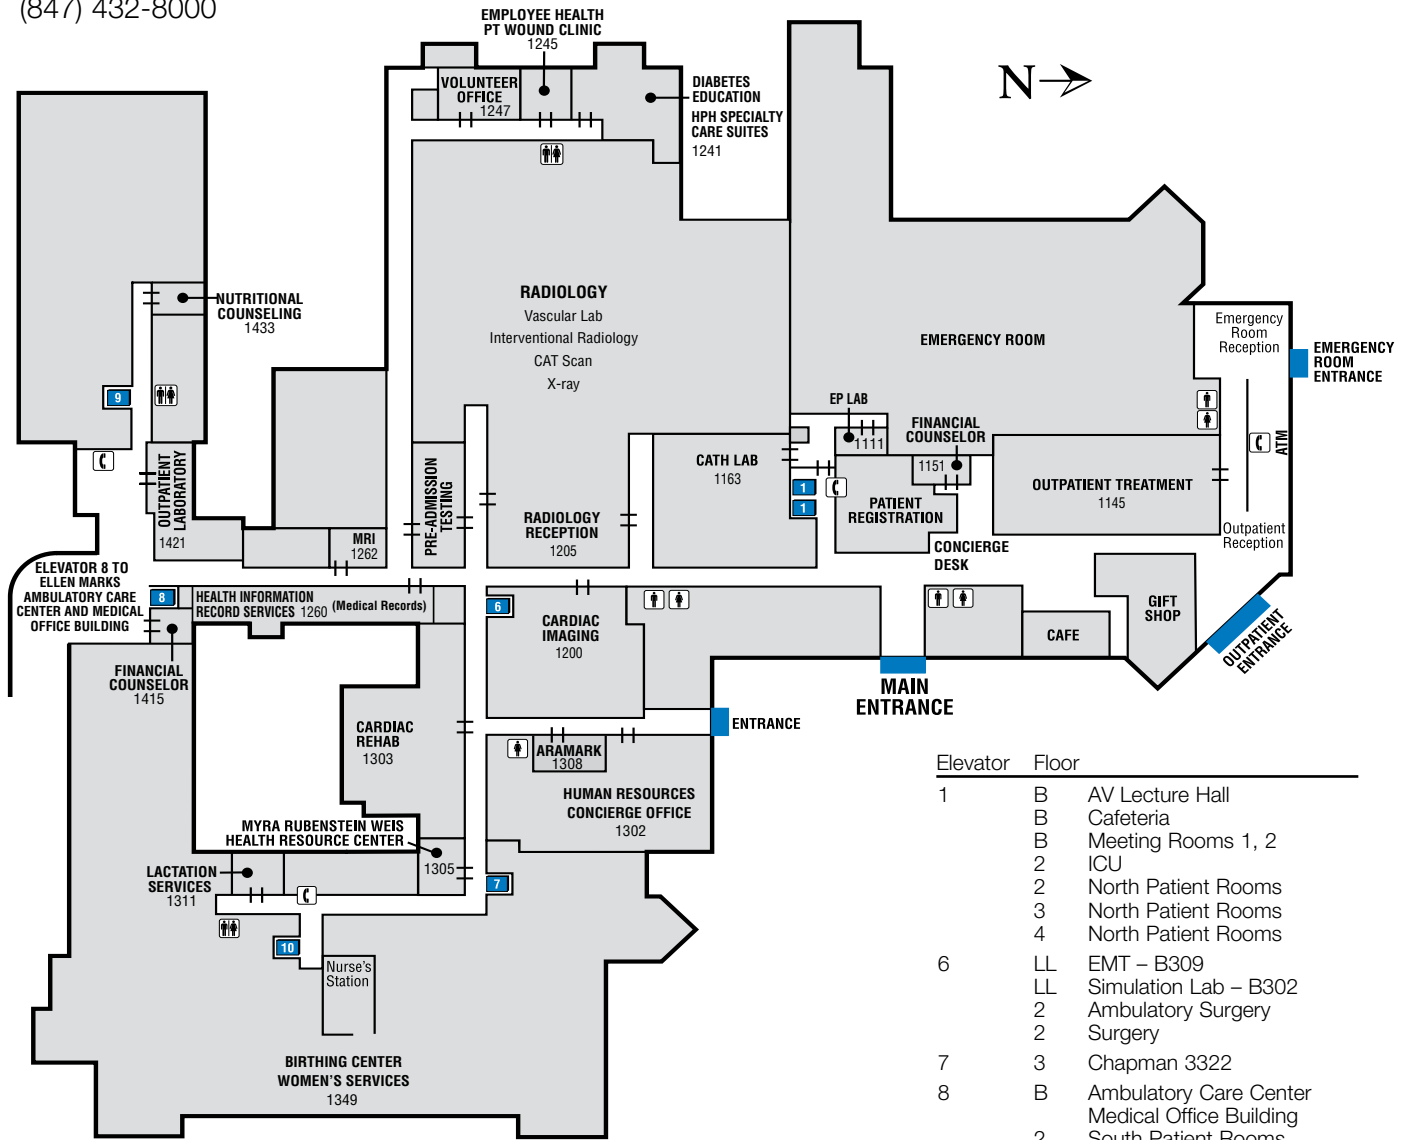 (847) 432-8000
EMPLOYEE HEALTH
PT WOUND CLINIC
1245
VOLUNTEER
OFFICE
1247
DIABETES
EDUCATION
HPH SPECIALTY
CARE SUITES
1241
N
NUTRITIONAL
COUNSELING
1433
RADIOLOGY
Vascular Lab
Interventional Radiology
CAT Scan
X-ray
EMERGENCY ROOM
Emergency
Room
Reception
EMERGENCY
ROOM
ENTRANCE
9
EP LAB
1111
FINANCIAL
COUNSELOR
1151
ATM
OUTPATIENT
LABORATORY
1421
PRE-ADMISSION
TESTING
CATH LAB
1163
1
1
OUTPATIENT TREATMENT
1145
PATIENT
REGISTRATION
RADIOLOGY
RECEPTION
1205
MRI
1262
CONCIERGE
DESK
Outpatient
Reception
ELEVATOR 8 TO
ELLEN MARKS
AMBULATORY CARE
CENTER AND MEDICAL
OFFICE BUILDING
8
HEALTH INFORMATION
RECORD SERVICES 1260 (Medical Records)
6
CARDIAC
IMAGING
1200
GIFT
SHOP
CAFE
OUTPATIENT
ENTRANCE
FINANCIAL
COUNSELOR
1415
MAIN
ENTRANCE
CARDIAC
REHAB
1303
ENTRANCE
ARAMARK
1308
HUMAN RESOURCES
CONCIERGE OFFICE
1302
MYRA RUBENSTEIN WEIS
HEALTH RESOURCE CENTER
1305
LACTATION
SERVICES
1311
7
10
Nurse's
Station
BIRTHING CENTER
WOMEN'S SERVICES
1349
Elevator Floor
1 B AV Lecture Hall
B Cafeteria
B Meeting Rooms 1, 2
2 ICU
2 North Patient Rooms
3 North Patient Rooms
4 North Patient Rooms
6 LL EMT – B309
LL Simulation Lab – B302
2 Ambulatory Surgery
2 Surgery
7 3 Chapman 3322
8 B Ambulatory Care Center
Medical Office Building
2 South Patient Rooms